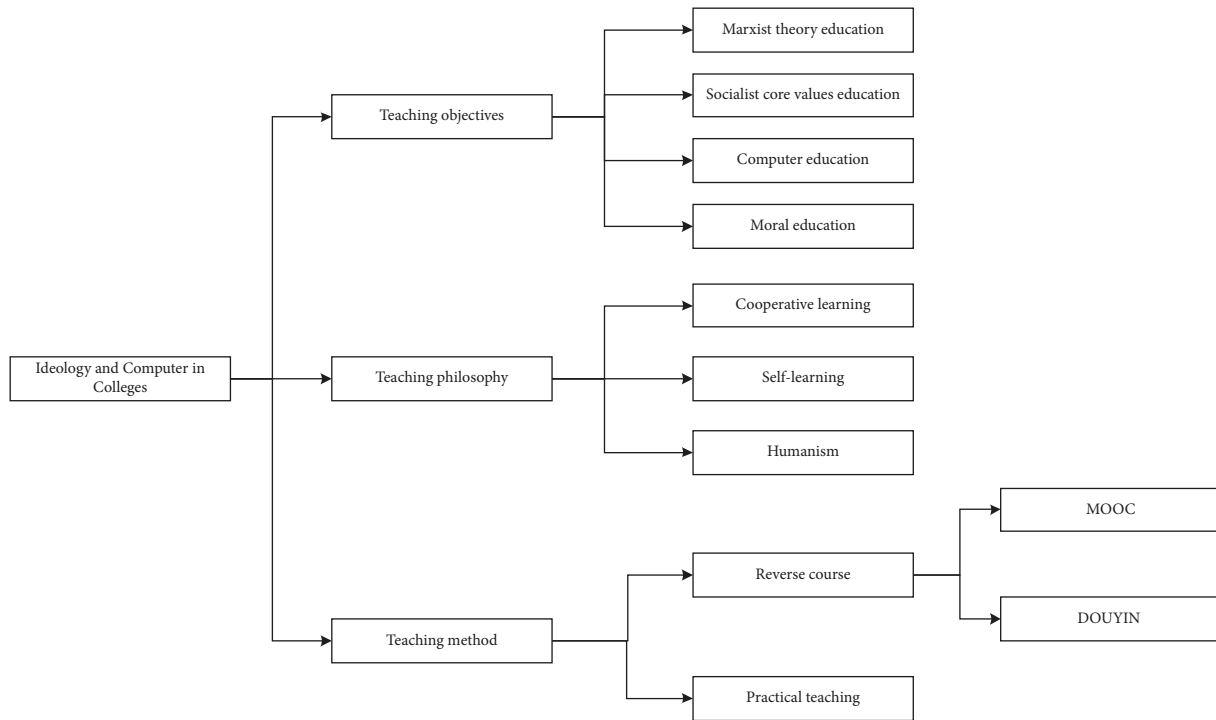 Marxist theory education
Socialist core values education
Teaching objectives
Computer education
Moral education
Cooperative learning
Ideology and Computer in
Colleges
Teaching philosophy
Self-learning
Humanism
MOOC
Reverse course
DOUYIN
Teaching method
Practical teaching